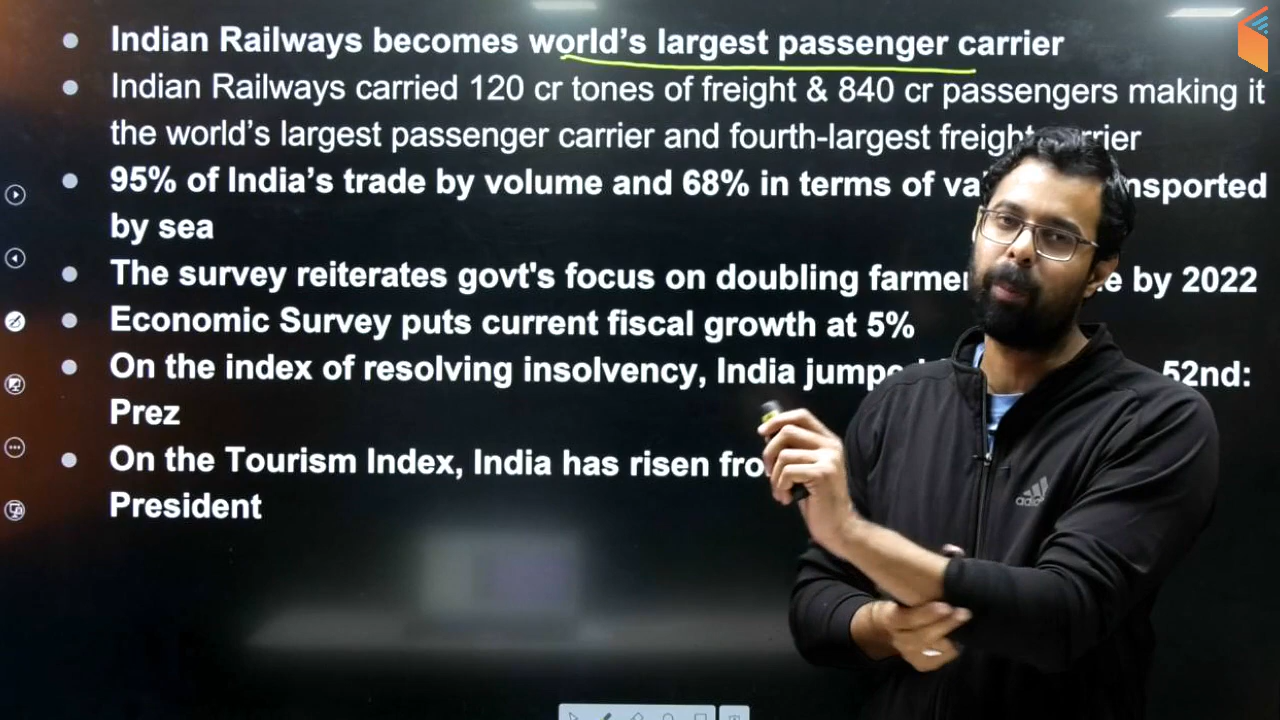 Indian Railways becomes world's largest passenger carrier
Indian Railways carried 120 cr tones of freight & 840 cr passengers making it
the world's largest passenger carrier and fourth-largest freight
95% of India's trade by volume and 68% in terms of
by sea
The survey reiterates govt's focus on doubling by 2022
Economic Survey puts current fiscal growth at 5%
On the index of resolving insolvency, India 52nd:
Prez
On the Tourism Index, India has risen
President
adidas